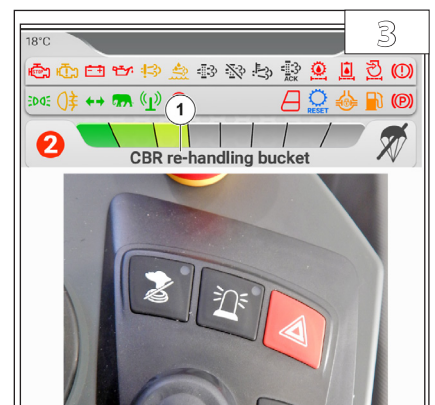 18°C
3
STOP
ACK
RESET
1
2
CBR re-handling bucket